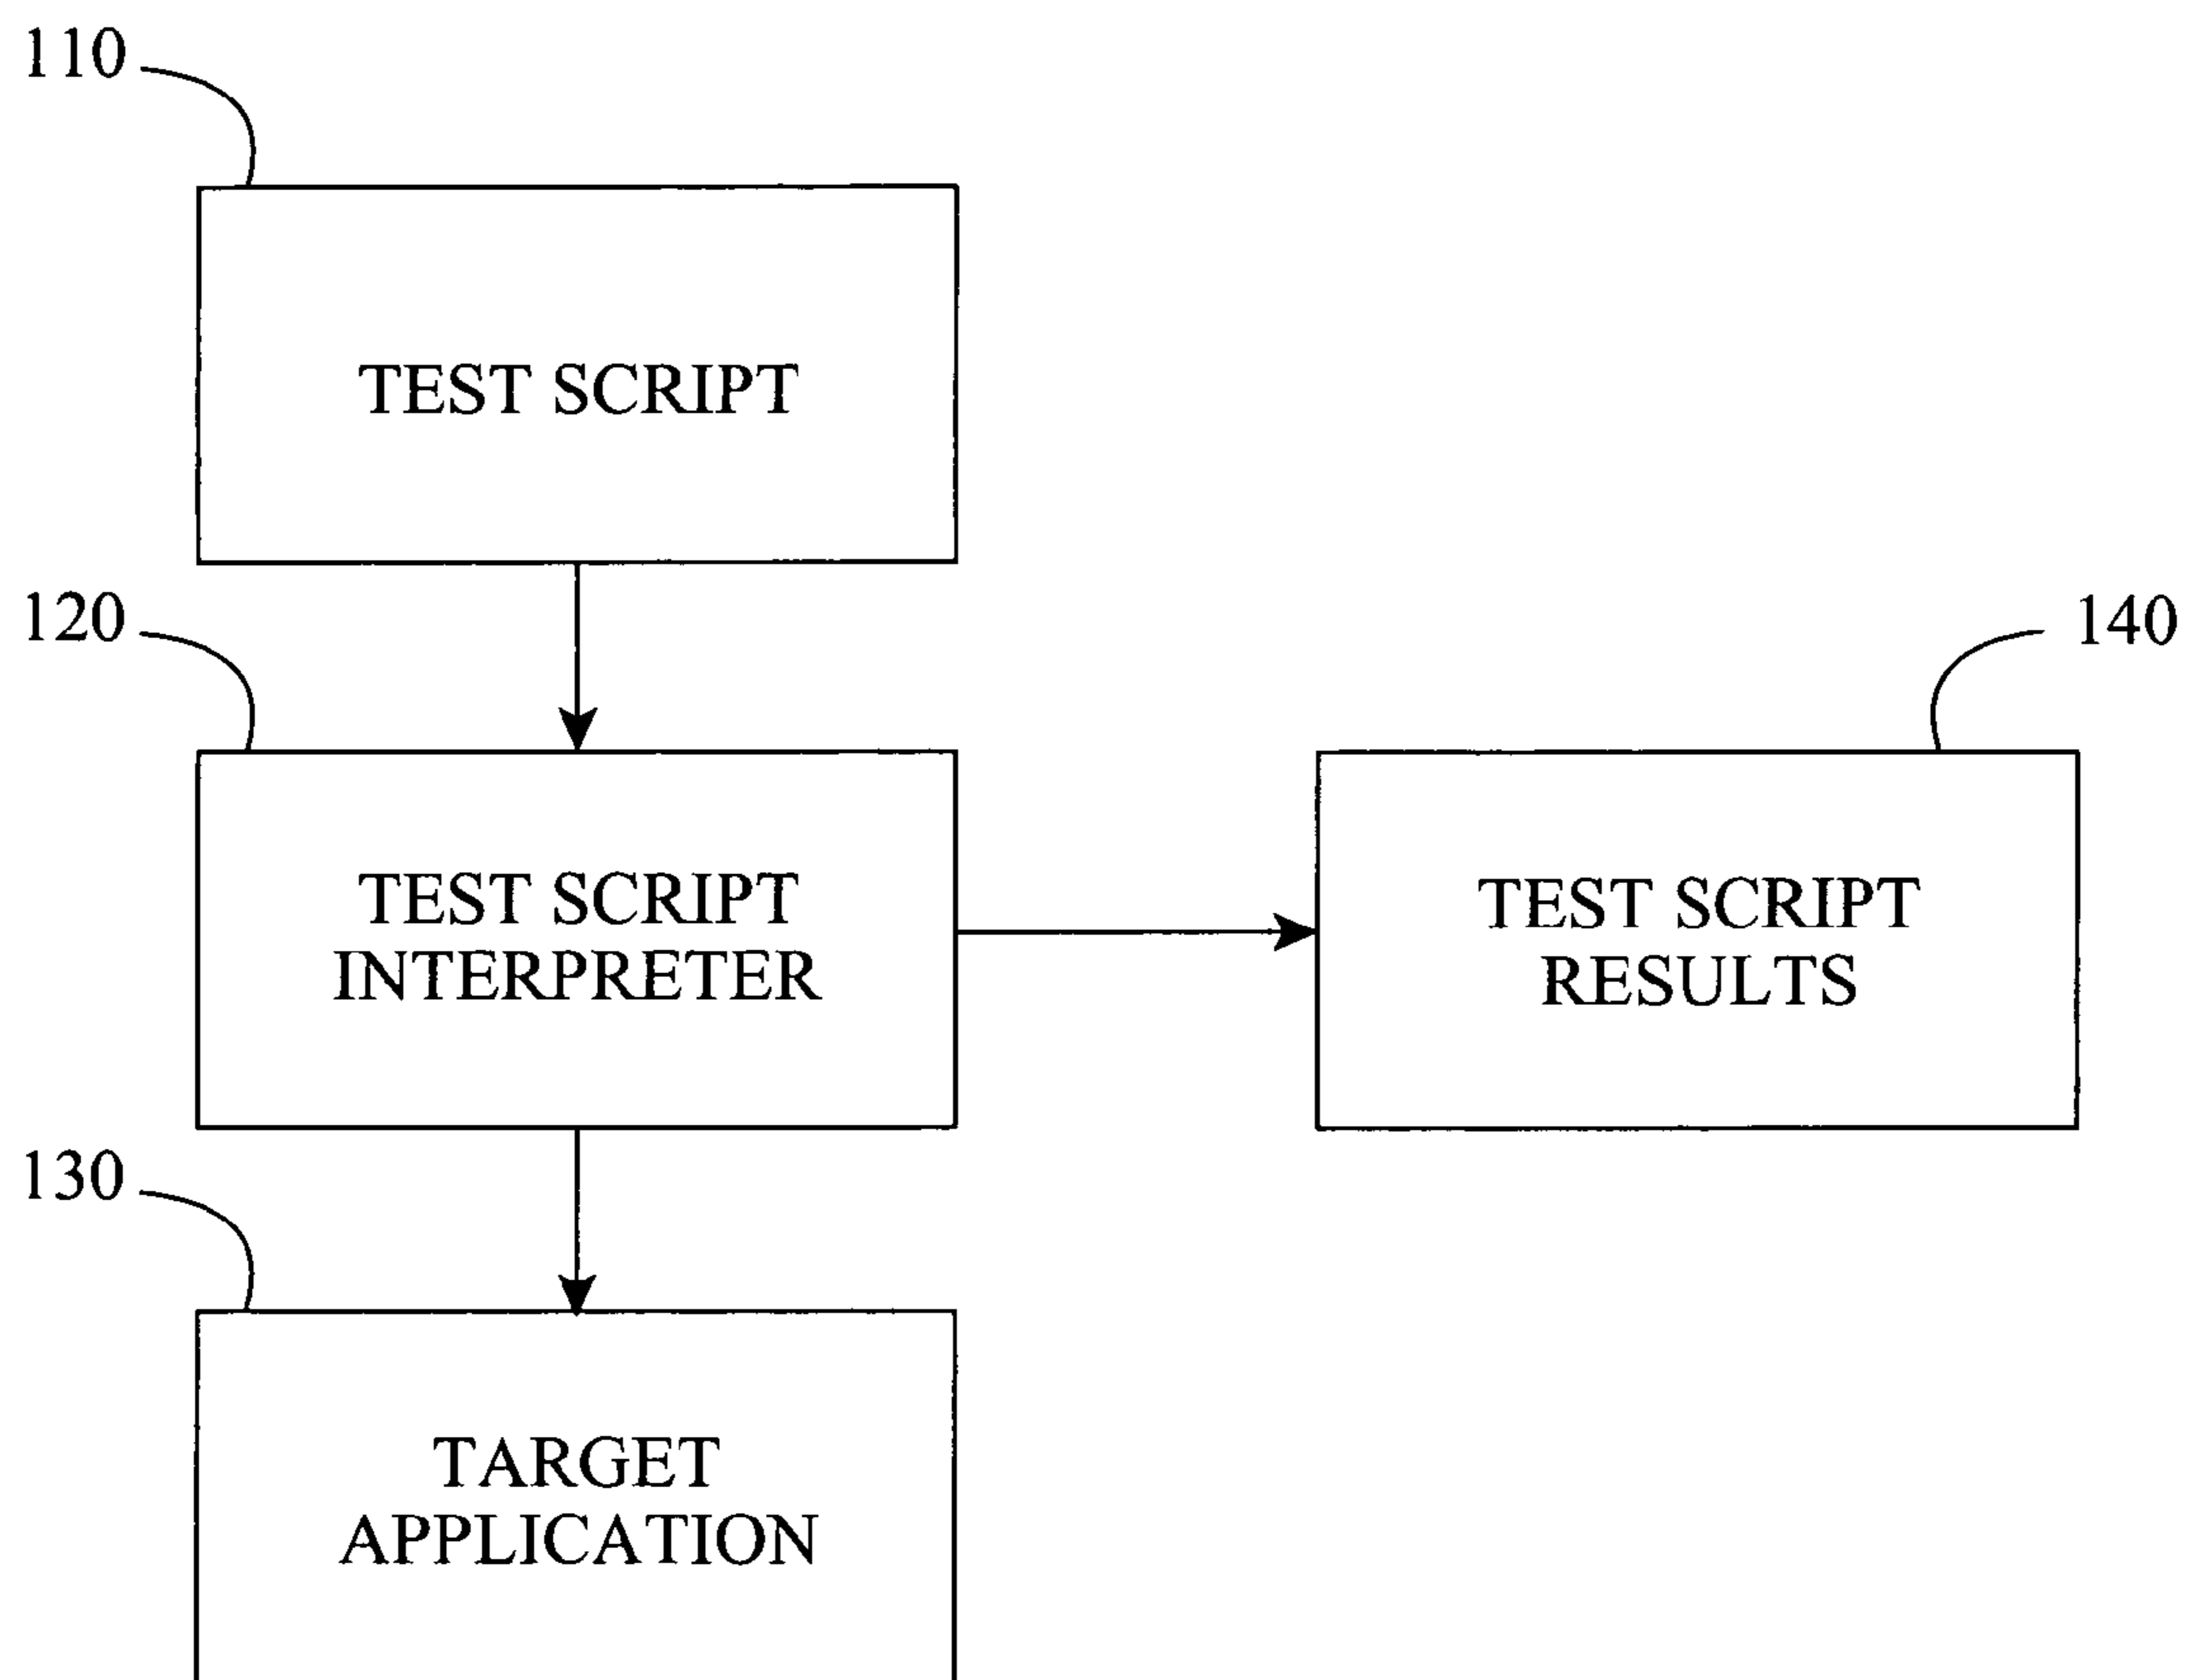 110
TEST SCRIPT
120
140
TEST SCRIPT
INTERPRETER
TEST SCRIPT
RESULTS
130
TARGET
APPLICATION